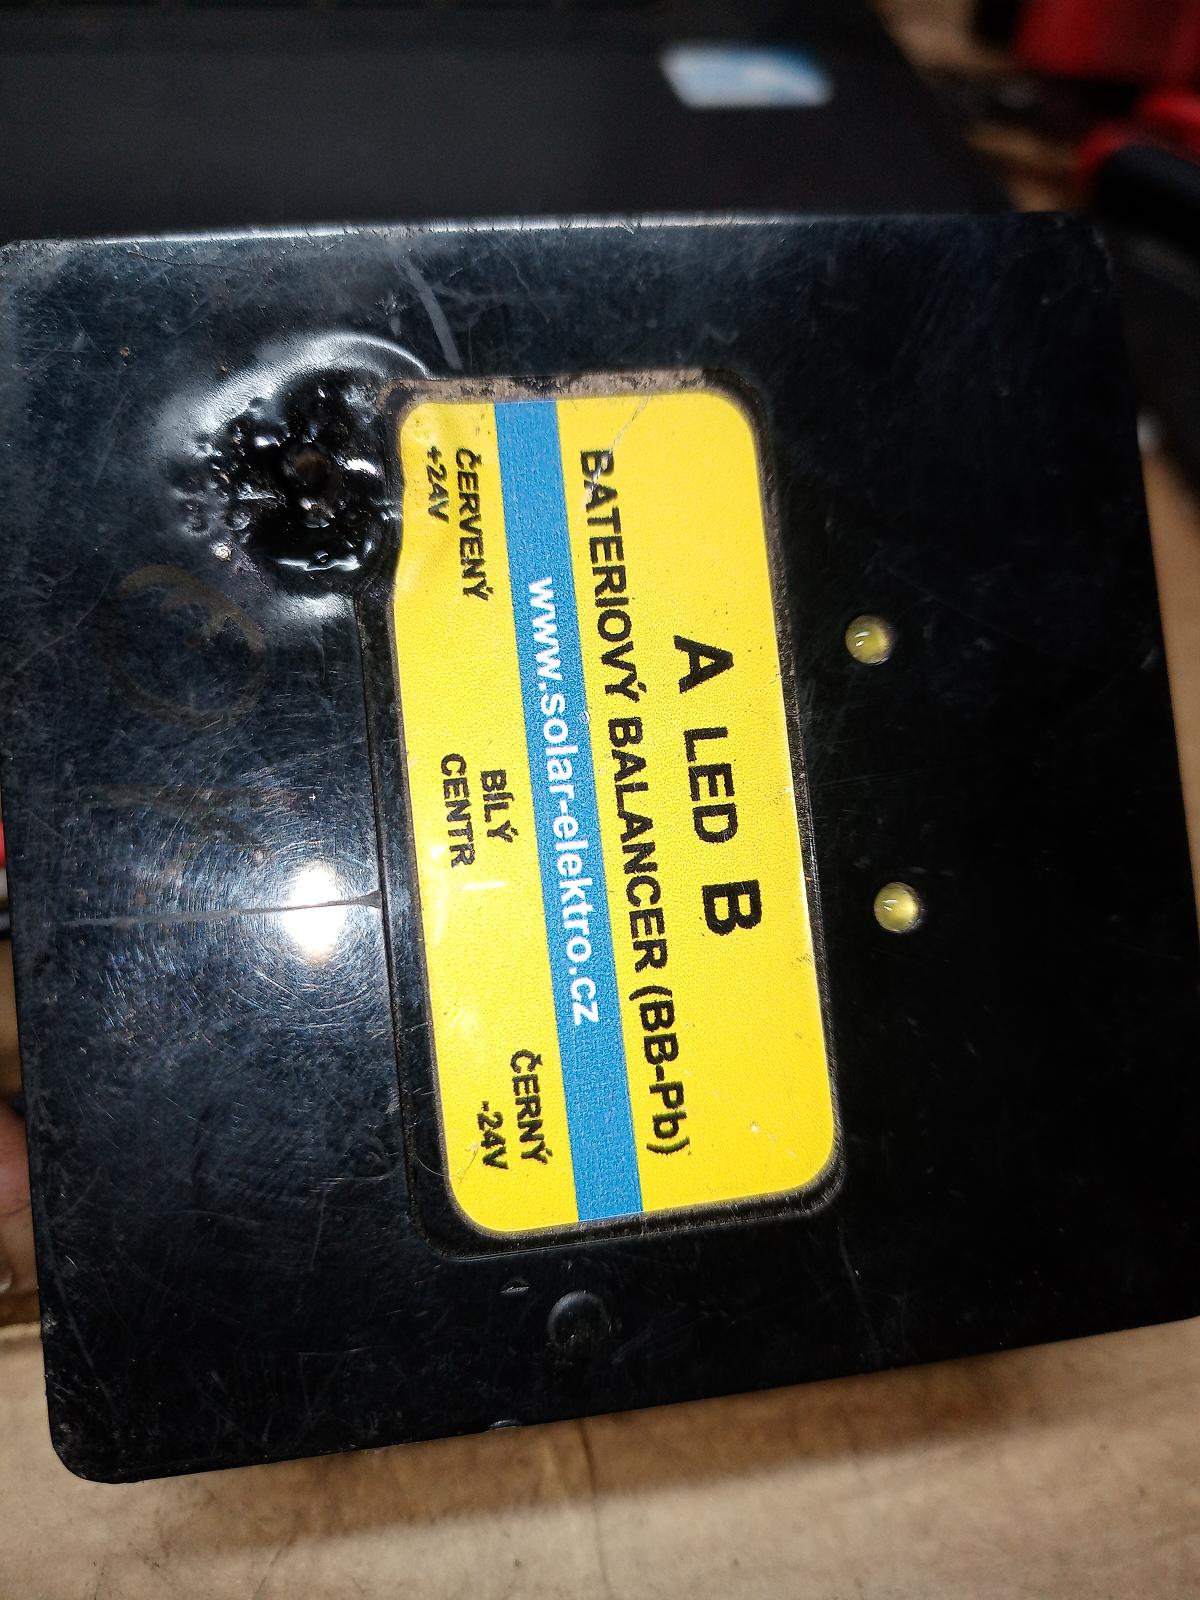 A LED B
BATERIOVÝ BALANCER (BB-Pb)
www.solar-elektro.cz
ČERVENÝ BÍLÝ ČERNÝ
+24V CENTR -24V